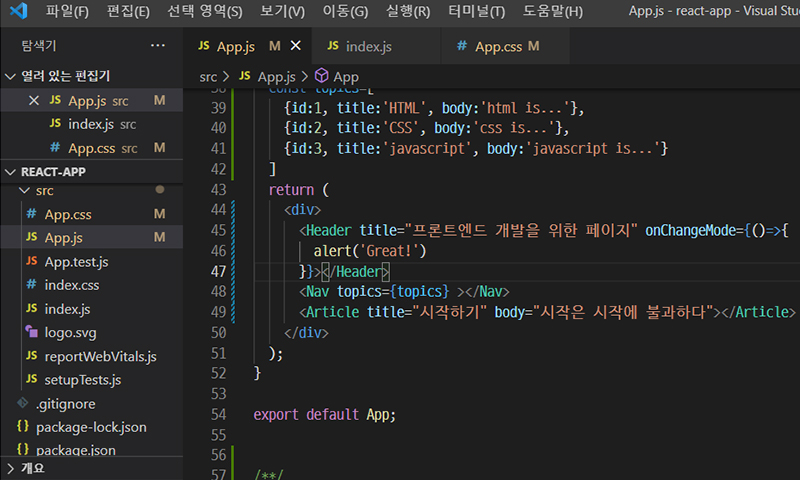 파일(F) 편집(E) 선택 영역(S) 보기(V) 이동(G) 실행(R) 터미널(T) 도움말(H) App.js - react-app - Visual Stu
탐색기 ...
열려 있는 편집기
JS App.js src M
JS index.js src
# App.css src M
REACT-APP
src
# App.css M
JS App.js M
JS App.test.js
# index.css
JS index.js
logo.svg
JS reportWebVitals.js
JS setupTests.js
.gitignore
{} package-lock.json
{} package.json
개요
JS App.js M
JS index.js
# App.css M
src > JS App.js > App
38 const topics=[
39 {id:1, title:'HTML', body:'html is...'},
40 {id:2, title:'CSS', body:'css is...'},
41 {id:3, title:'javascript', body:'javascript is...'}
42 ]
43 return (
44 <div>
45 <Header title="프론트엔드 개발을 위한 페이지" onChangeMode={()=>{
46 alert('Great!')
47 }}></Header>
48 <Nav topics={topics} ></Nav>
49 <Article title="시작하기" body="시작은 시작에 불과하다"></Article>
50 </div>
51 );
52 }
53
54 export default App;
55
56
57 /**/